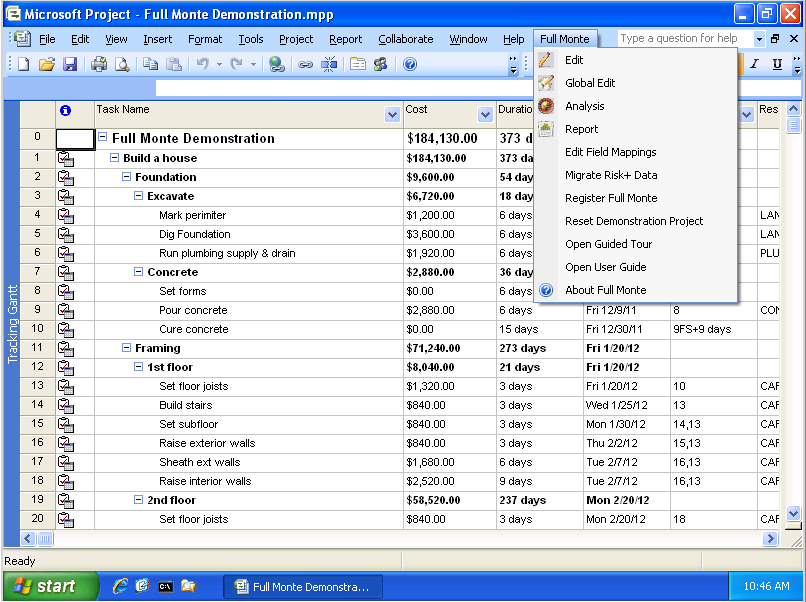 Microsoft Project - Full Monte Demonstration.mpp
File Edit View Insert Format Tools Project Report Collaborate Window Help Full Monte Type a question for help
I U
Edit
Global Edit
Analysis
Report
Edit Field Mappings
Migrate Risk+ Data
Register Full Monte
Reset Demonstration Project
Open Guided Tour
Open User Guide
About Full Monte
Task Name Cost Duratio Res
0 Full Monte Demonstration $184,130.00 373 d
1 Build a house $184,130.00 373 da
2 Foundation $9,600.00 54 day
3 Excavate $6,720.00 18 day
4 Mark perimiter $1,200.00 6 days LAN
5 Dig Foundation $3,600.00 6 days LAN
6 Run plumbing supply & drain $1,920.00 6 days PLU
7 Concrete $2,880.00 36 day
8 Set forms $0.00 6 days
9 Pour concrete $2,880.00 6 days Fri 12/9/11 8 CON
10 Cure concrete $0.00 15 days Fri 12/30/11 9FS+9 days
11 Framing $71,240.00 273 days Fri 1/20/12
12 1st floor $8,040.00 21 days Fri 1/20/12
13 Set floor joists $1,320.00 3 days Fri 1/20/12 10 CAR
14 Build stairs $840.00 3 days Wed 1/25/12 13 CAR
15 Set subfloor $840.00 3 days Mon 1/30/12 14,13 CAR
16 Raise exterior walls $840.00 3 days Thu 2/2/12 15,13 CAR
17 Sheath ext walls $1,680.00 6 days Tue 2/7/12 16,13 CAR
18 Raise interior walls $2,520.00 9 days Tue 2/7/12 16,13 CAR
19 2nd floor $58,520.00 237 days Mon 2/20/12
20 Set floor joists $840.00 3 days Mon 2/20/12 18 CAR
Tracking Gantt
Ready
start Full Monte Demonstra... 10:46 AM